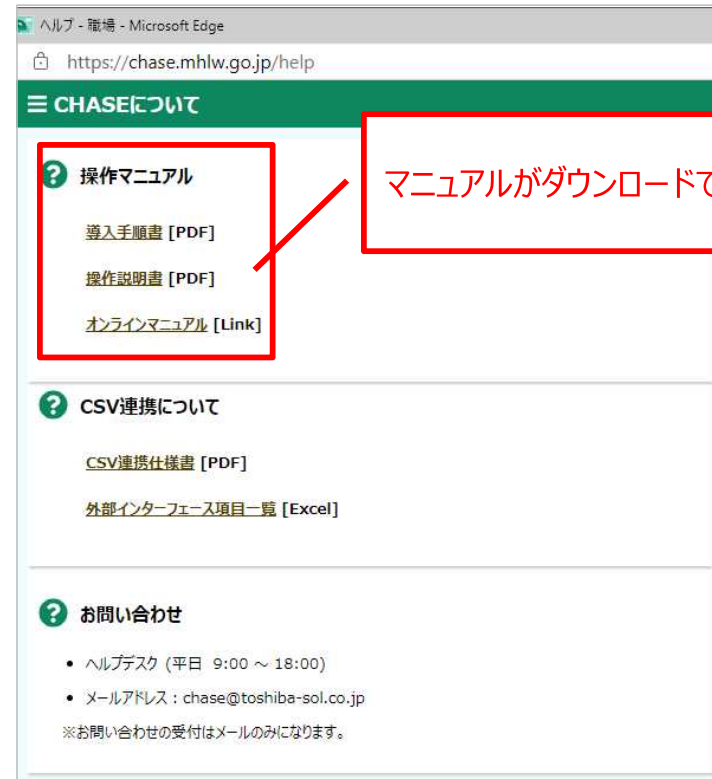 ヘルプ - 職場 - Microsoft Edge
https://chase.mhlw.go.jp/help
CHASEについて
操作マニュアル
マニュアルがダウンロードで
導入手順書 [PDF]
操作説明書 [PDF]
オンラインマニュアル [Link]
CSV連携について
CSV連携仕様書 [PDF]
外部インターフェース項目一覧 [Excel]
お問い合わせ
• ヘルプデスク (平日 9:00 ～ 18:00)
• メールアドレス：chase@toshiba-sol.co.jp
※お問い合わせの受付はメールのみになります。